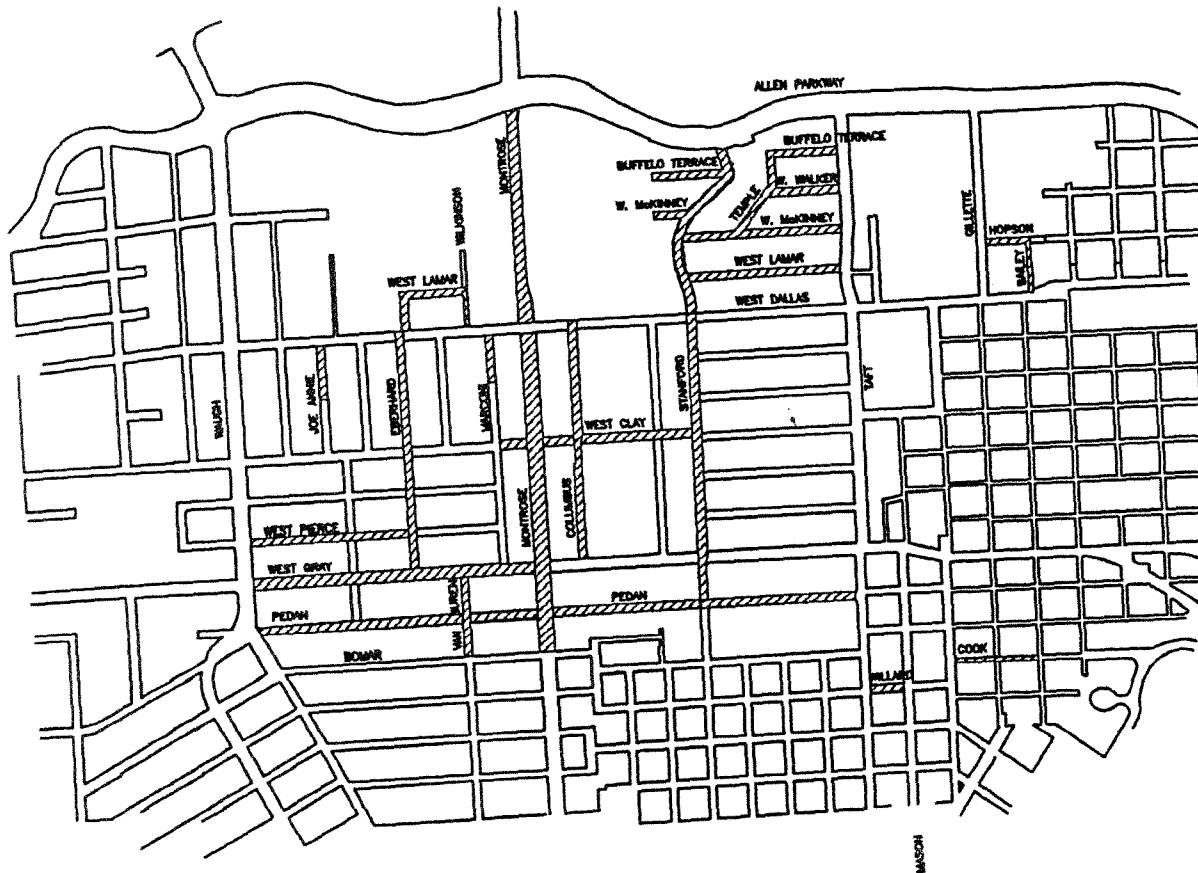 ALLEN PARKWAY
BUFFELO TERRACE
BUFFELO TERRACE
MONTROSE
W. WALKER
WILKINSON
W. McKINNEY
TEMPLE
W. McKINNEY
GILLETTE
HOPSON
WEST LAMAR
WEST LAMAR
BAILEY
WEST DALLAS
WAUGH
JOE ANNIE
EBERHARD
MARCONI
STANFORD
TAFT
WEST CLAY
MONTROSE
COLUMBUS
WEST PIERCE
WEST GRAY
VAN BUREN
PEDAN
PEDAN
BOMAR
COOK
WILLARD
MASON